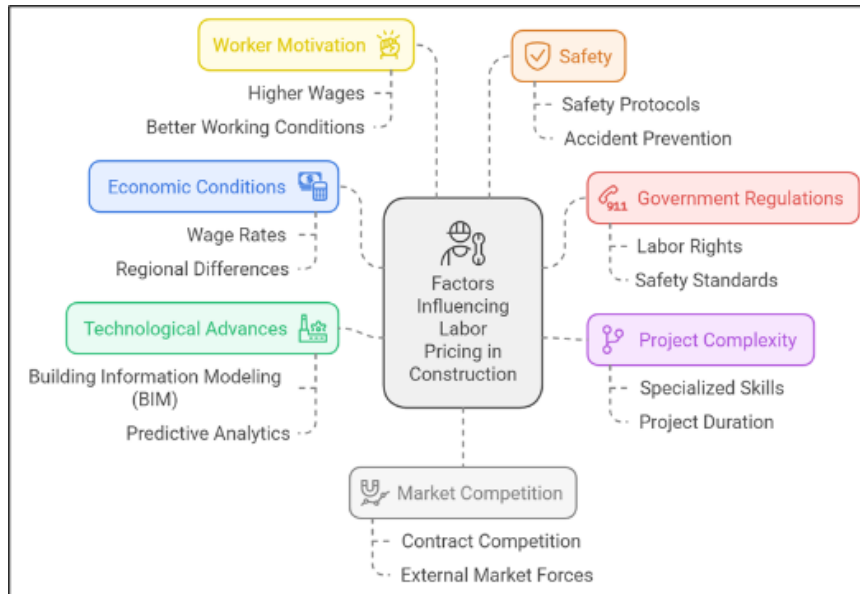 Worker Motivation
Higher Wages
Better Working Conditions
Safety
Safety Protocols
Accident Prevention
Economic Conditions
Wage Rates
Regional Differences
911
Government Regulations
Labor Rights
Safety Standards
Factors
Influencing
Labor
Pricing in
Construction
Technological Advances
Building Information Modeling
(BIM)
Predictive Analytics
Project Complexity
Specialized Skills
Project Duration
Market Competition
Contract Competition
External Market Forces